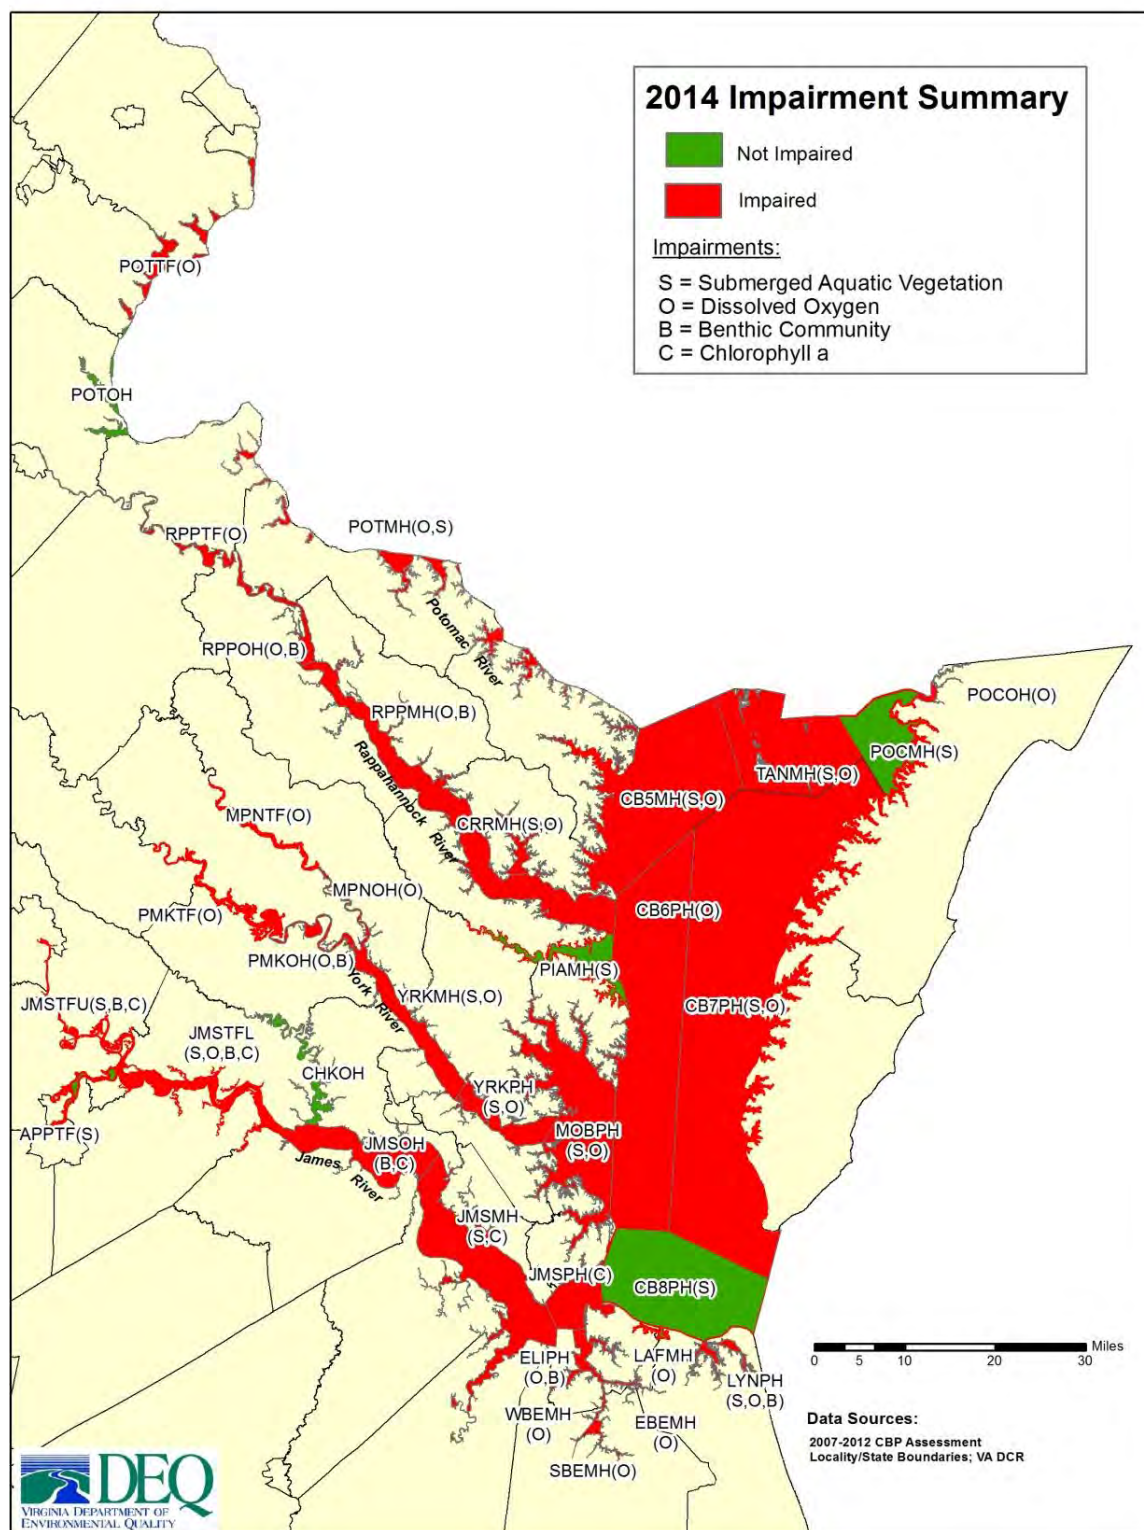 2014 Impairment Summary
Not Impaired
Impaired
Impairments:
S = Submerged Aquatic Vegetation
O = Dissolved Oxygen
B = Benthic Community
C = Chlorophyll a
POTTF(O)
POTOH
RPPTF(O)
POTMH(O,S)
Potomac River
RPPOH(O,B)
RPPMH(O,B)
Rappahannock River
POCOH(O)
POCMH(S)
TANMH(S,O)
CB5MH(S,O)
MPNTF(O)
CRRMH(S,O)
MPNOH(O)
CB6PH(O)
PMKTF(O)
PMKOH(O,B)
PIAMH(S)
York River
YRKMH(S,O)
CB7PH(S,O)
JMSTFU(S,B,C)
JMSTFL
(S,O,B,C)
CHKOH
YRKPH
(S,O)
MOBPH
(S,O)
APPTF(S)
JMSOH
(B,C)
James River
JMSMH
(S,C)
JMSPH(C)
CB8PH(S)
ELIPH
(O,B)
LAFMH
(O)
LYNPH
(S,O,B)
WBEMH
(O)
EBEMH
(O)
SBEMH(O)
0 5 10 20 30 Miles
Data Sources:
2007-2012 CBP Assessment
Locality/State Boundaries; VA DCR
DEQ
VIRGINIA DEPARTMENT OF
ENVIRONMENTAL QUALITY